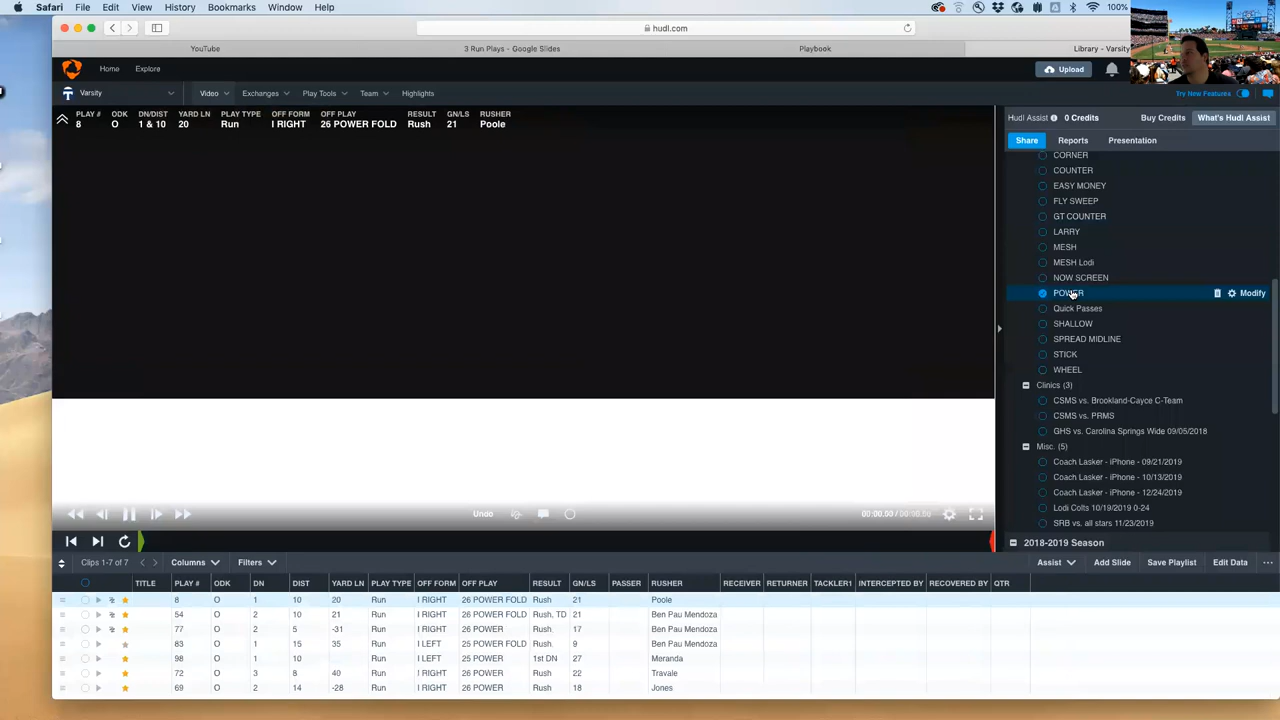 Safari File Edit View History Bookmarks Window Help 100%
hudl.com
YouTube 3 Run Plays - Google Slides Playbook Library - Varsity
Home Explore Upload
Varsity Video Exchanges Play Tools Team Highlights Try New Features
PLAY # ODK DN/DIST YARD LN PLAY TYPE OFF FORM OFF PLAY RESULT GN/LS RUSHER
8 O 1 & 10 20 Run I RIGHT 26 POWER FOLD Rush 21 Poole
Hudl Assist 0 Credits Buy Credits What's Hudl Assist
Share Reports Presentation
CORNER
COUNTER
EASY MONEY
FLY SWEEP
GT COUNTER
LARRY
MESH
MESH Lodi
NOW SCREEN
POWER Modify
Quick Passes
SHALLOW
SPREAD MIDLINE
STICK
WHEEL
Clinics (3)
CSMS vs. Brookland-Cayce C-Team
CSMS vs. PRMS
GHS vs. Carolina Springs Wide 09/05/2018
Misc. (5)
Coach Lasker - iPhone - 09/21/2019
Coach Lasker - iPhone - 10/13/2019
Coach Lasker - iPhone - 12/24/2019
Lodi Colts 10/19/2019 0-24
SRB vs. all stars 11/23/2019
2018-2019 Season
Undo
Clips 1-7 of 7 Columns Filters Assist Add Slide Save Playlist Edit Data
TITLE PLAY # ODK DN DIST YARD LN PLAY TYPE OFF FORM OFF PLAY RESULT GN/LS PASSER RUSHER RECEIVER RETURNER TACKLER1 INTERCEPTED BY RECOVERED BY QTR
8 O 1 10 20 Run I RIGHT 26 POWER FOLD Rush 21 Poole
54 O 2 10 21 Run I RIGHT 26 POWER FOLD Rush, TD 21 Ben Pau Mendoza
77 O 2 5 -31 Run I RIGHT 26 POWER Rush 17 Ben Pau Mendoza
83 O 1 15 35 Run I LEFT 25 POWER FOLD Rush 9 Ben Pau Mendoza
98 O 1 10 Run I LEFT 25 POWER 1st DN 27 Meranda
72 O 3 8 40 Run I RIGHT 26 POWER Rush 22 Travale
69 O 2 14 -28 Run I RIGHT 26 POWER Rush 18 Jones